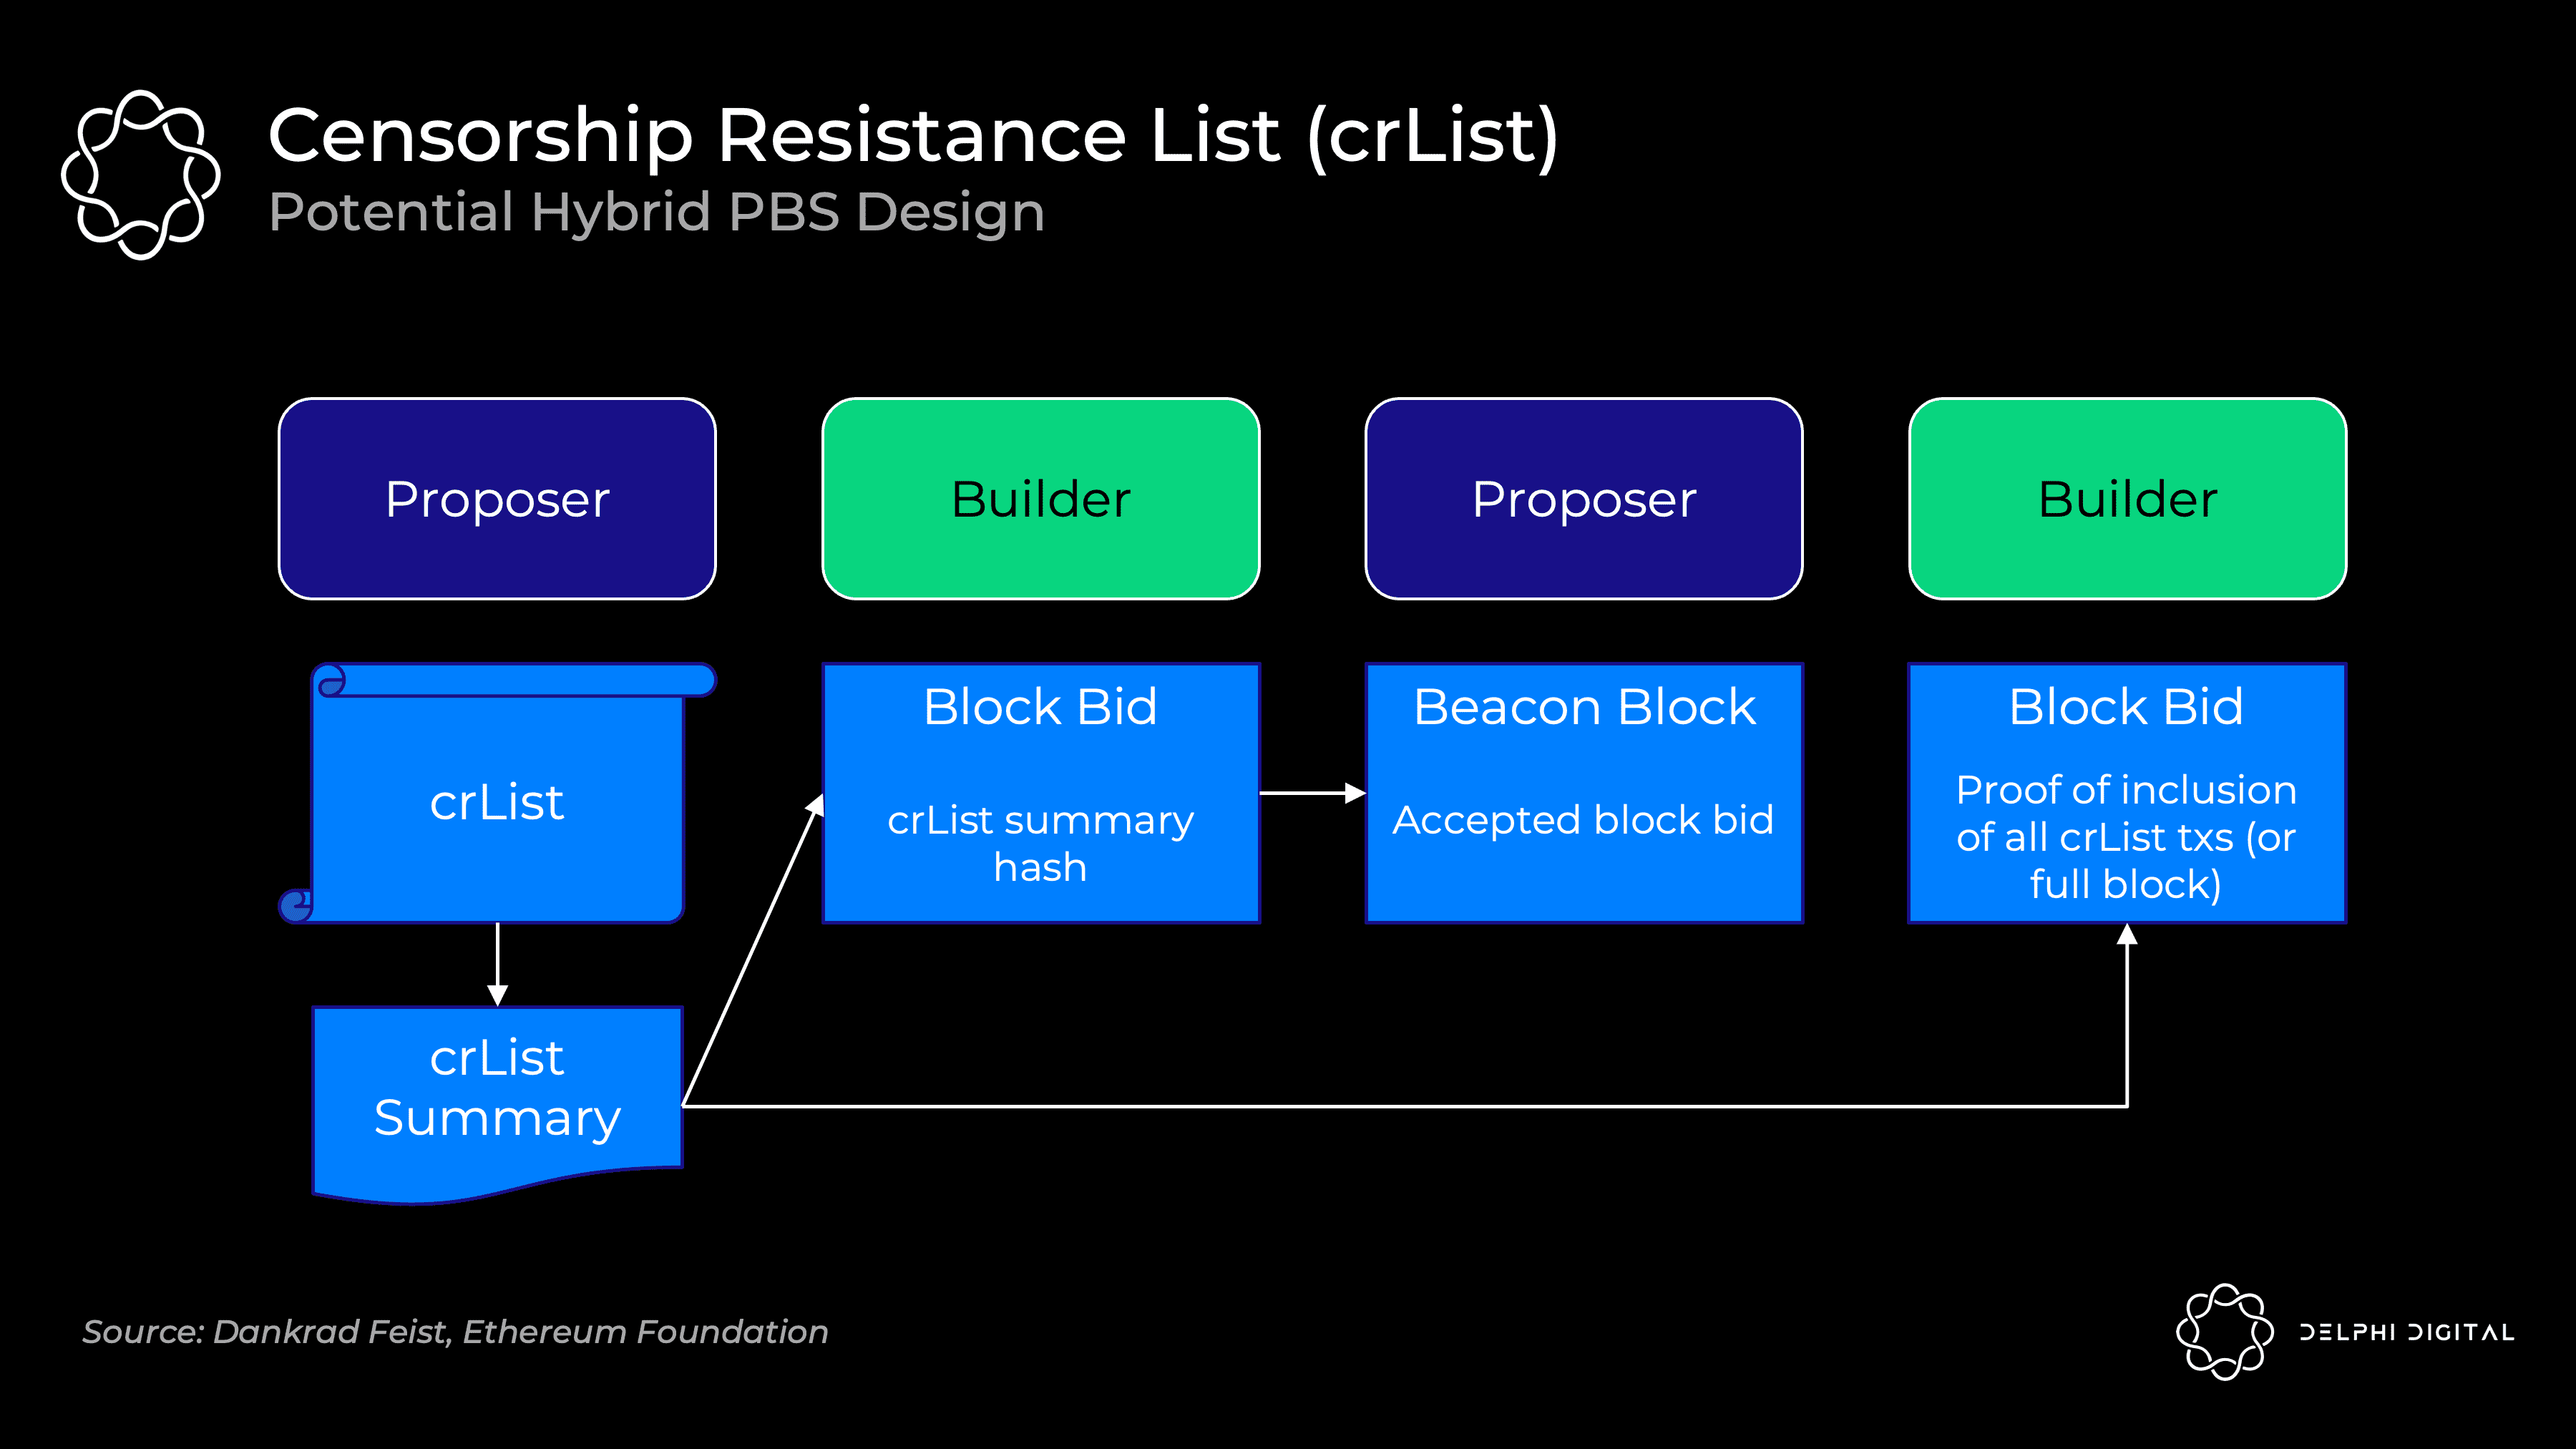 Censorship Resistance List (crList)
Potential Hybrid PBS Design
Proposer
Builder
Proposer
Builder
crList
Block Bid
crList summary
hash
Beacon Block
Accepted block bid
Block Bid
Proof of inclusion
of all crList txs (or
full block)
crList
Summary
Source: Dankrad Feist, Ethereum Foundation
DELPHI DIGITAL